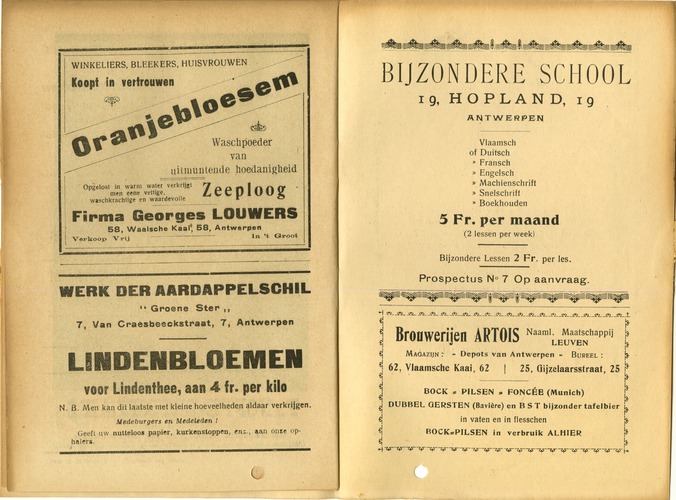 WINKELIERS, BLEEKERS, HUISVROUWEN
Koopt in vertrouwen
Oranjebloesem
Waschpoeder
van
uitmuntende hoedanigheid
Opgelost in warm water verkrijgt
men eene vettige,
waschkrachtige en waardevolle
Zeeploog
Firma Georges LOUWERS
58, Waalsche Kaai, 58, Antwerpen
Verkoop Vrij In 't Groot
WERK DER AARDAPPELSCHIL
" Groene Ster „
7, Van Craesbeeckstraat, 7, Antwerpen
LINDENBLOEMEN
voor Lindenthee, aan 4 fr. per kilo
N. B. Men kan dit laatste met kleine hoeveelheden aldaar verkrijgen.
Medeburgers en Medeleden !
Geeft uw nutteloos papier, kurkenstoppen, enz., aan onze op-
halers.
BIJZONDERE SCHOOL
19, HOPLAND, 19
ANTWERPEN
Vlaamsch
of Duitsch
» Fransch
» Engelsch
» Machienschrift
» Snelschrift
» Boekhouden
5 Fr. per maand
(2 lessen per week)
Bijzondere Lessen 2 Fr. per les.
Prospectus No 7 Op aanvraag.
Brouwerijen ARTOIS Naaml. Maatschappij
LEUVEN
MAGAZIJN : - Depots van Antwerpen - BUREEL :
62, Vlaamsche Kaai, 62 | 25, Gijzelaarsstraat, 25
BOCK » PILSEN » FONCÉE (Munich)
DUBBEL GERSTEN (Bavière) en B S T bijzonder tafelbier
in vaten en in flesschen
BOCK=PILSEN in verbruik ALHIER